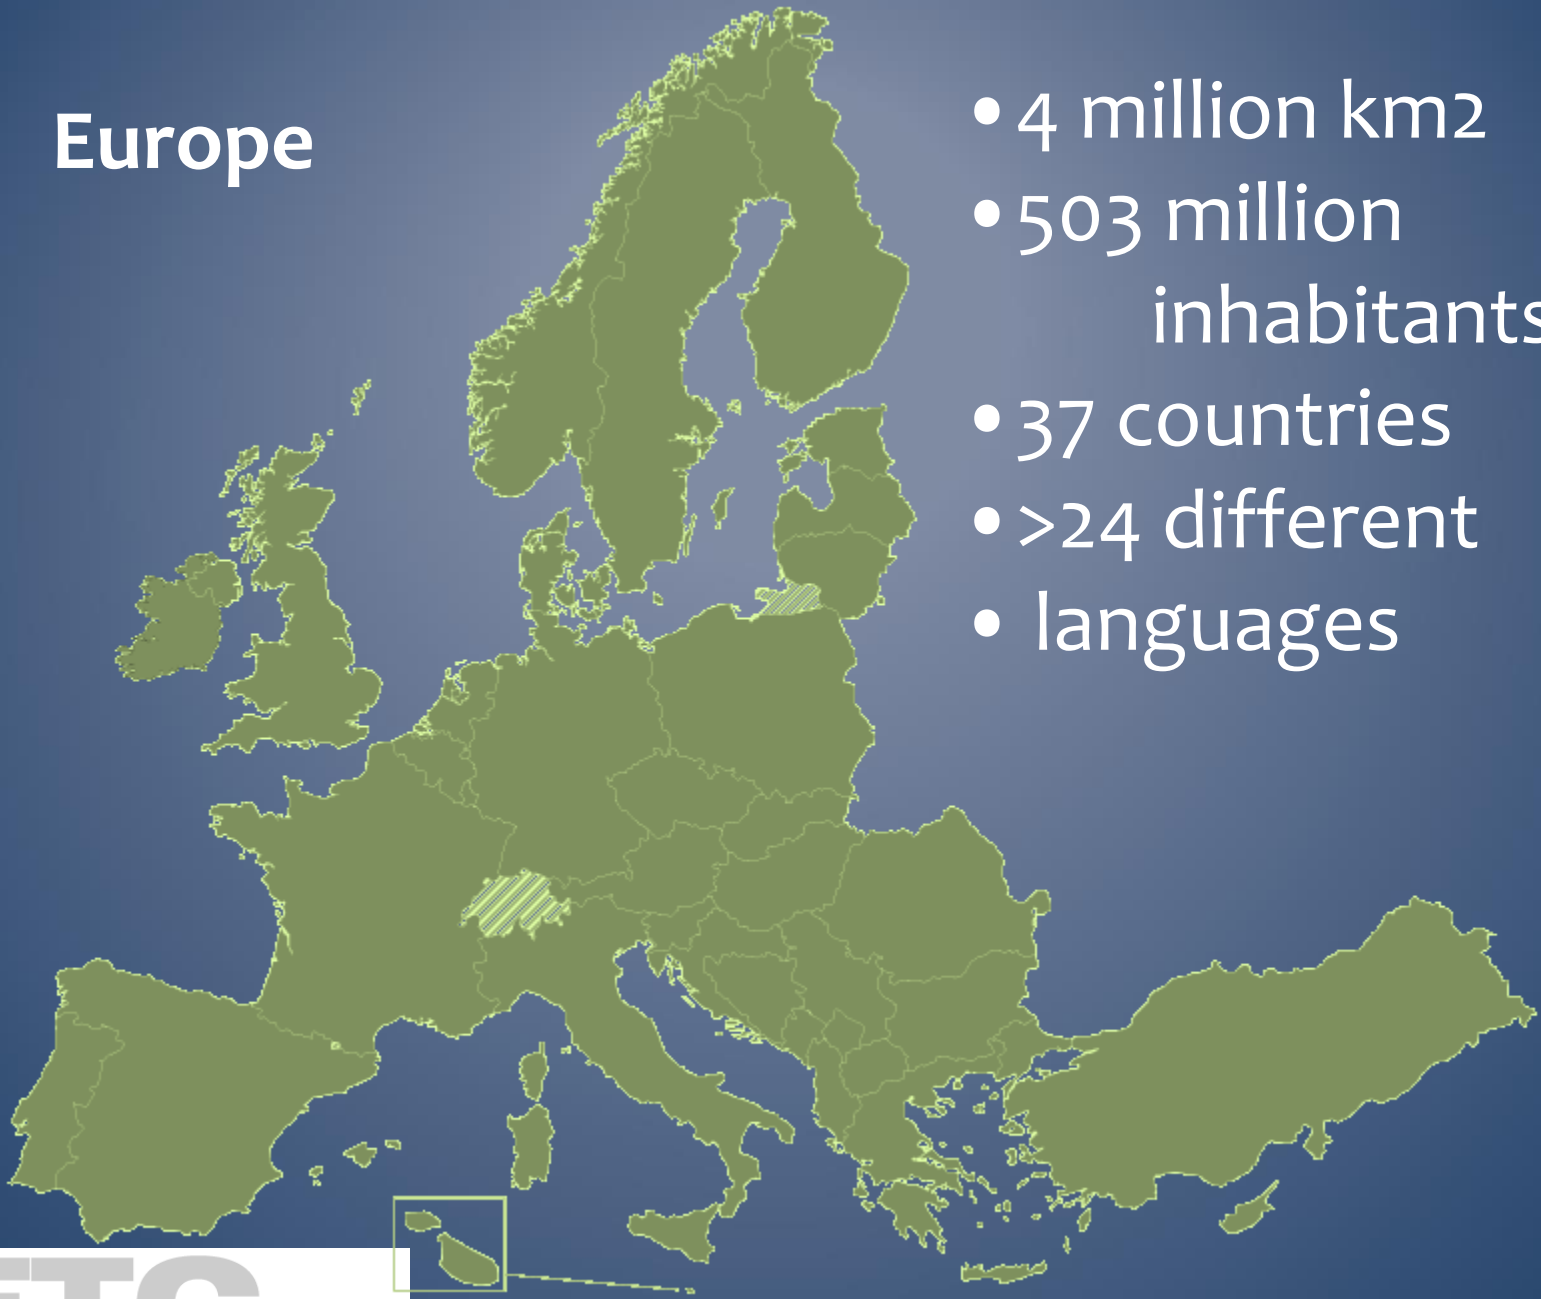 Europe
• 4 million km2
• 503 million
inhabitants
• 37 countries
• >24 different
• languages